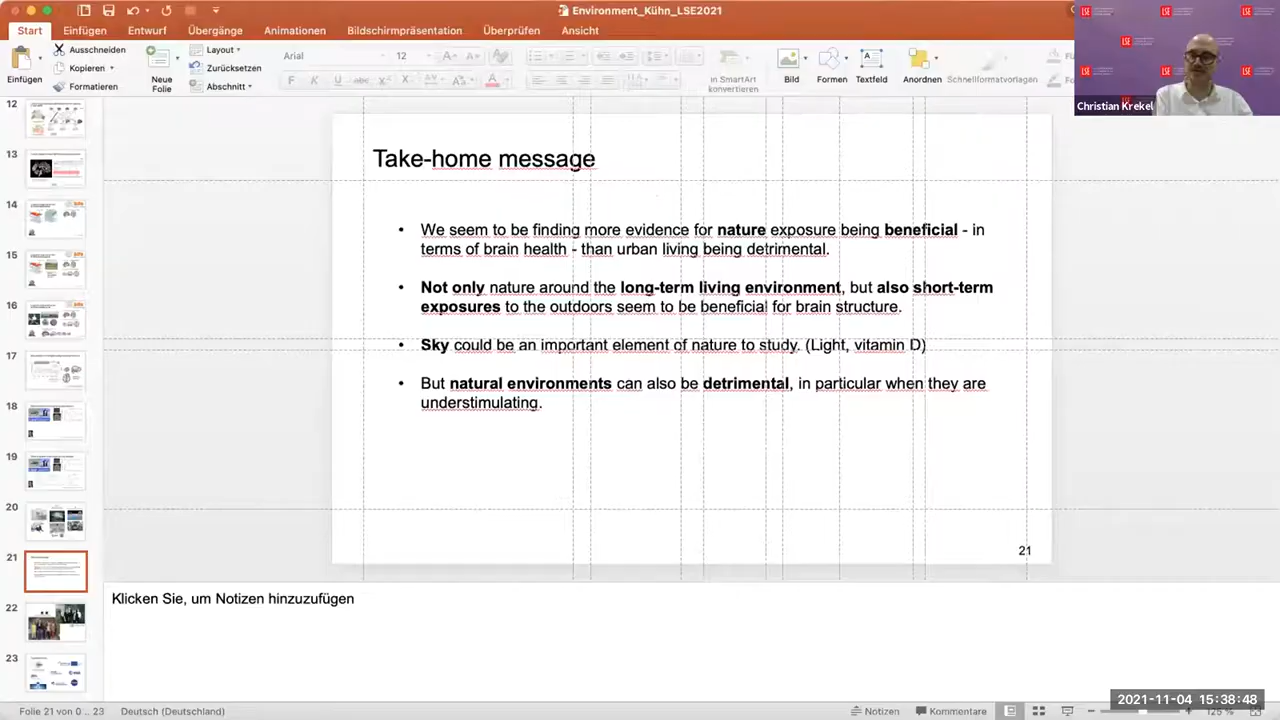 Environment_Kühn_LSE2021
Start Einfügen Entwurf Übergänge Animationen Bildschirmpräsentation Überprüfen Ansicht
Einfügen
Ausschneiden
Kopieren
Formatieren
Neue
Folie
Layout
Zurücksetzen
Abschnitt
Arial 12
F K U abc
in SmartArt
konvertieren
Bild Formen Textfeld Anordnen Schnellformatvorlagen
LSE
Christian Krekel
12
13
14
15
16
17
18
19
20
21
22
23
Take-home message
• We seem to be finding more evidence for nature exposure being beneficial - in
terms of brain health - than urban living being detrimental.
• Not only nature around the long-term living environment, but also short-term
exposures to the outdoors seem to be beneficial for brain structure.
• Sky could be an important element of nature to study. (Light, vitamin D)
• But natural environments can also be detrimental, in particular when they are
understimulating.
21
Klicken Sie, um Notizen hinzuzufügen
2021-11-04 15:38:48
Folie 21 von 0 .. 23 Deutsch (Deutschland) Notizen Kommentare 125 %